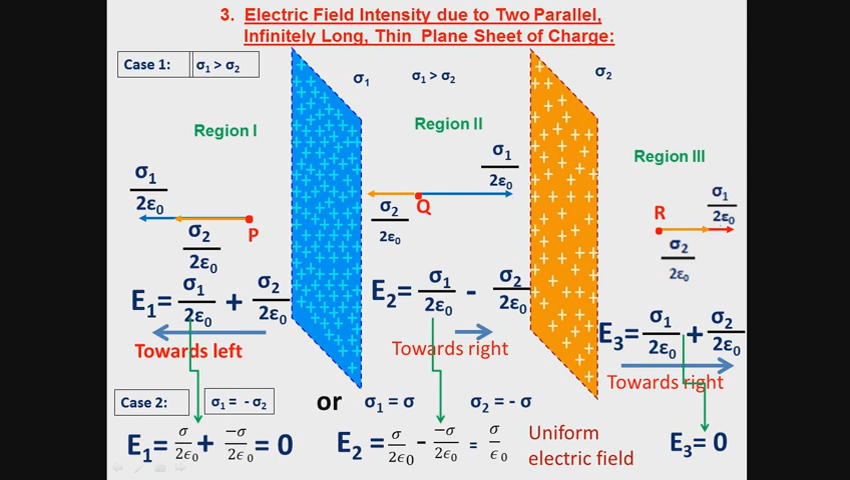 3. Electric Field Intensity due to Two Parallel,
Infinitely Long, Thin Plane Sheet of Charge:
Case 1: σ₁ > σ₂
σ₁
σ₁ > σ₂
σ₂
Region I
Region II
Region III
σ₁/2ε₀
σ₂/2ε₀
P
σ₁/2ε₀
σ₂/2ε₀
Q
σ₁/2ε₀
σ₂/2ε₀
R
E₁= σ₁/2ε₀ + σ₂/2ε₀
Towards left
E₂= σ₁/2ε₀ - σ₂/2ε₀
Towards right
E₃= σ₁/2ε₀ + σ₂/2ε₀
Towards right
Case 2: σ₁ = - σ₂ or σ₁ = σ σ₂ = - σ
E₁= σ/2ϵ₀ + -σ/2ϵ₀ = 0
E₂ = σ/2ϵ₀ - -σ/2ϵ₀ = σ/ϵ₀
Uniform
electric field
E₃= 0